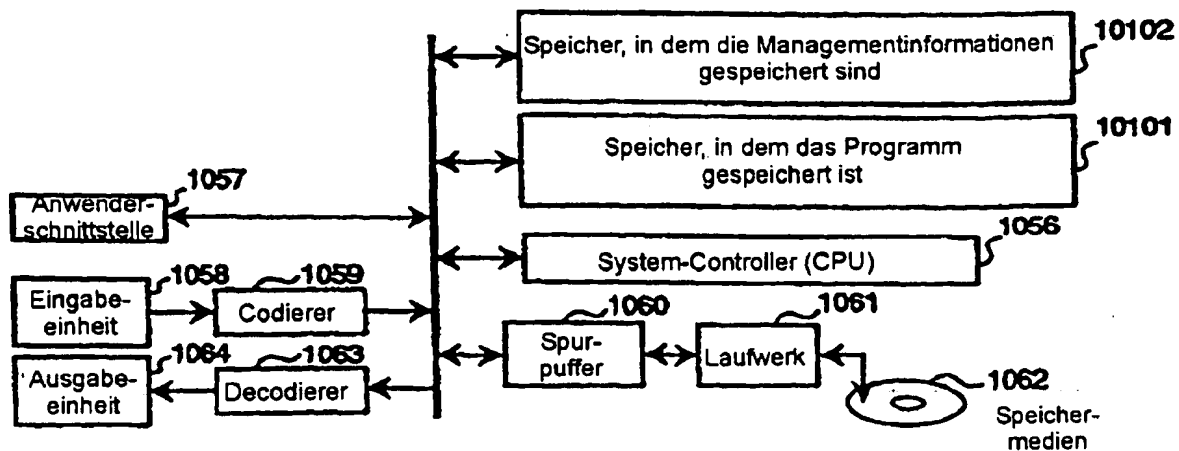 10102
Speicher, in dem die Managementinformationen
gespeichert sind
10101
Speicher, in dem das Programm
gespeichert ist
1057
Anwender-
schnittstelle
1056
System-Controller (CPU)
1058
Eingabe-
einheit
1059
Codierer
1060
Spur-
puffer
1061
Laufwerk
1064
Ausgabe-
einheit
1063
Decodierer
1062
Speicher-
medien